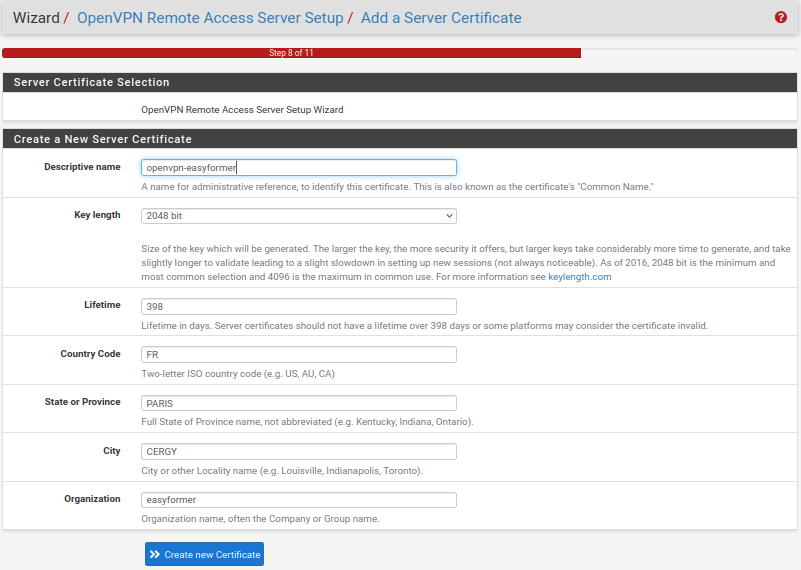 Wizard / OpenVPN Remote Access Server Setup / Add a Server Certificate
Step 8 of 11
Server Certificate Selection
OpenVPN Remote Access Server Setup Wizard
Create a New Server Certificate
Descriptive name
openvpn-easyformer
A name for administrative reference, to identify this certificate. This is also known as the certificate's "Common Name."
Key length
2048 bit
Size of the key which will be generated. The larger the key, the more security it offers, but larger keys take considerably more time to generate, and take
slightly longer to validate leading to a slight slowdown in setting up new sessions (not always noticeable). As of 2016, 2048 bit is the minimum and
most common selection and 4096 is the maximum in common use. For more information see keylength.com
Lifetime
398
Lifetime in days. Server certificates should not have a lifetime over 398 days or some platforms may consider the certificate invalid.
Country Code
FR
Two-letter ISO country code (e.g. US, AU, CA)
State or Province
PARIS
Full State of Province name, not abbreviated (e.g. Kentucky, Indiana, Ontario).
City
CERGY
City or other Locality name (e.g. Louisville, Indianapolis, Toronto).
Organization
easyformer
Organization name, often the Company or Group name.
Create new Certificate